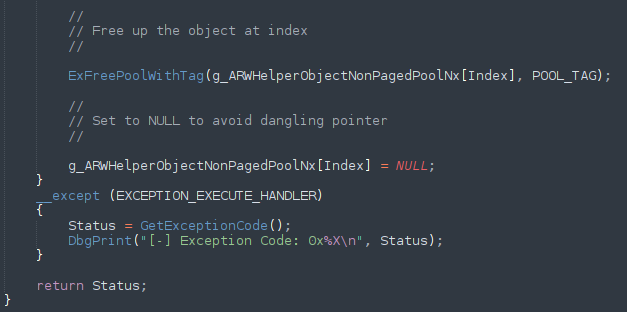 //
// Free up the object at index
//
ExFreePoolWithTag(g_ARWHelperObjectNonPagedPoolNx[Index], POOL_TAG);
//
// Set to NULL to avoid dangling pointer
//
g_ARWHelperObjectNonPagedPoolNx[Index] = NULL;
}
__except (EXCEPTION_EXECUTE_HANDLER)
{
Status = GetExceptionCode();
DbgPrint("[-] Exception Code: 0x%X\n", Status);
}
return Status;
}